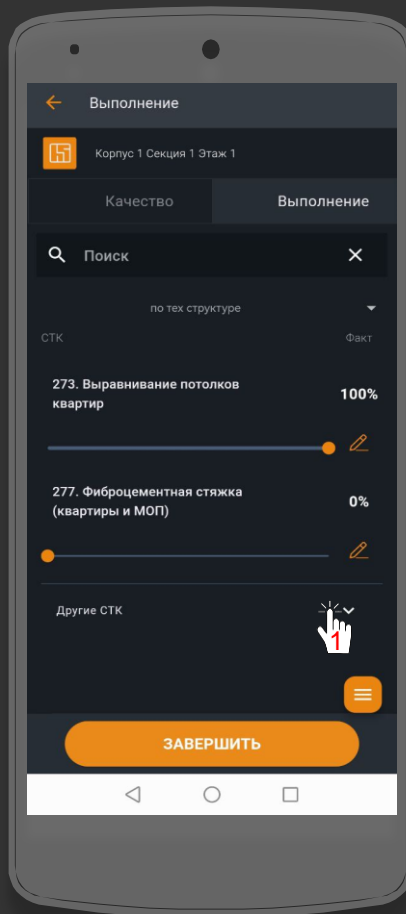 Выполнение
Корпус 1 Секция 1 Этаж 1
Качество Выполнение
Поиск
по тех структуре
СТК Факт
273. Выравнивание потолков
квартир
100%
277. Фиброцементная стяжка
(квартиры и МОП)
0%
Другие СТК
1
ЗАВЕРШИТЬ